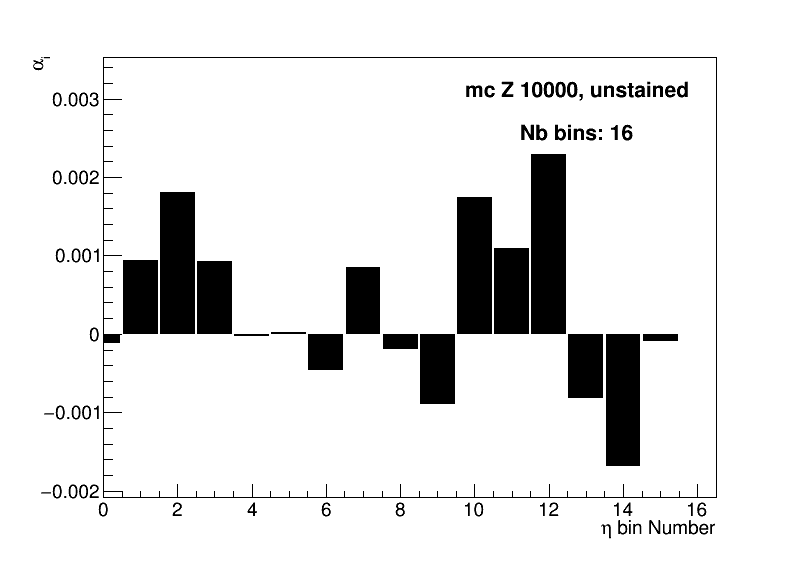 αi
mc Z 10000, unstained
Nb bins: 16
0.003
0.002
0.001
0
−0.001
−0.002
0 2 4 6 8 10 12 14 16
η bin Number